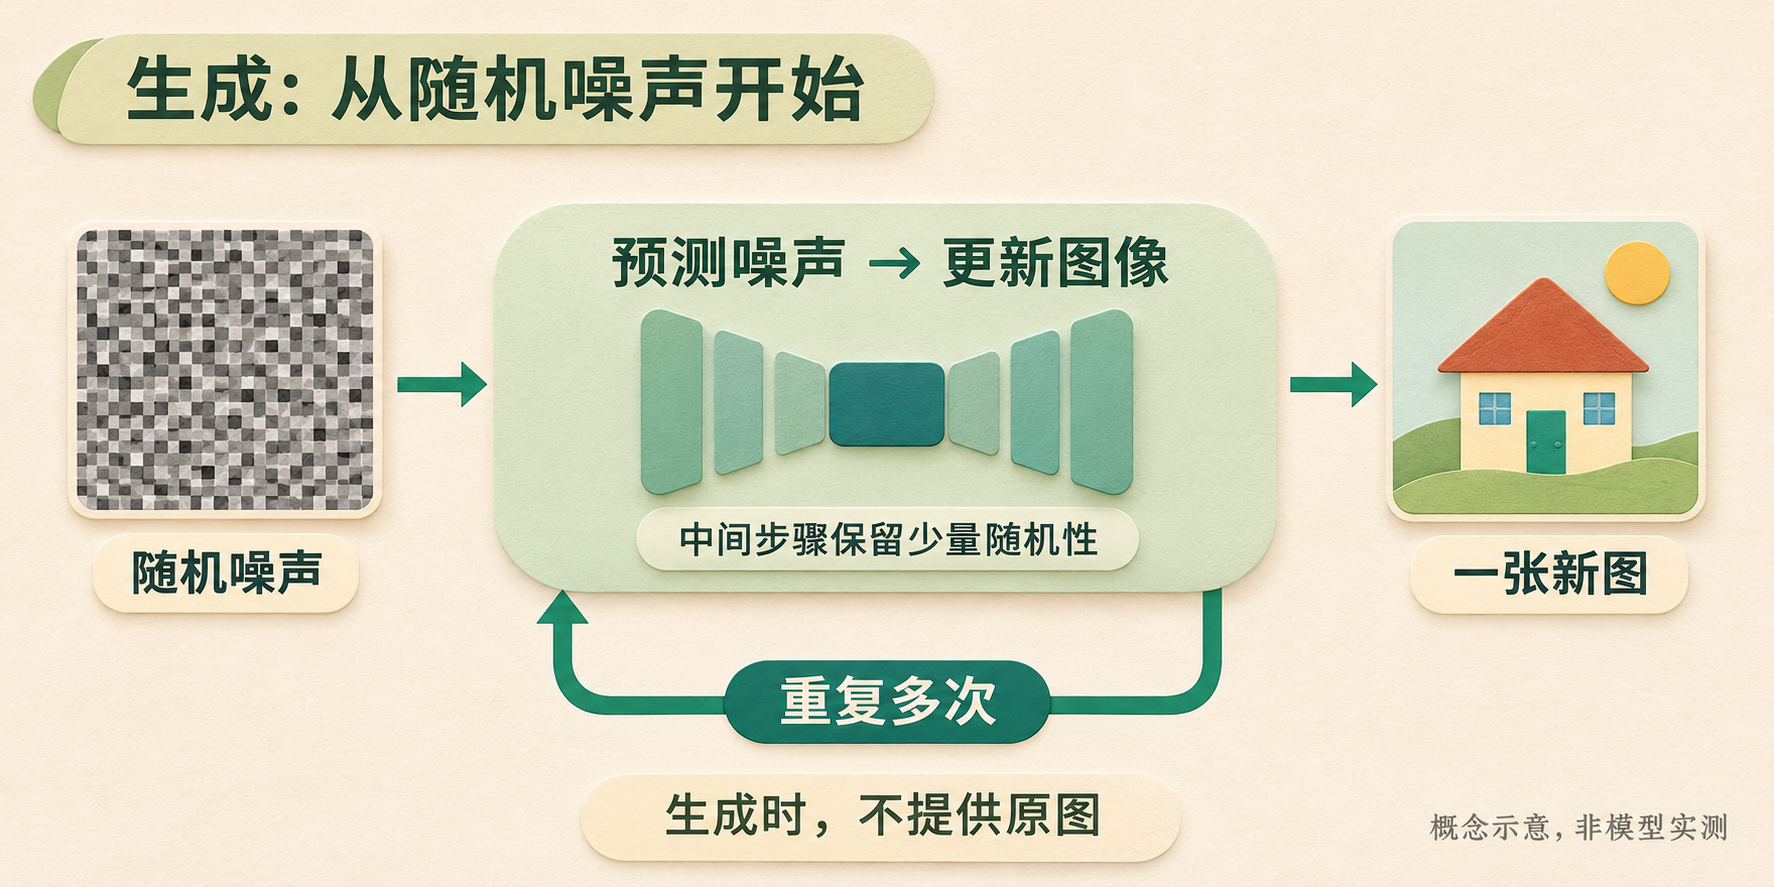 生成：从随机噪声开始
预测噪声 → 更新图像
中间步骤保留少量随机性
随机噪声
一张新图
重复多次
生成时，不提供原图
概念示意，非模型实测